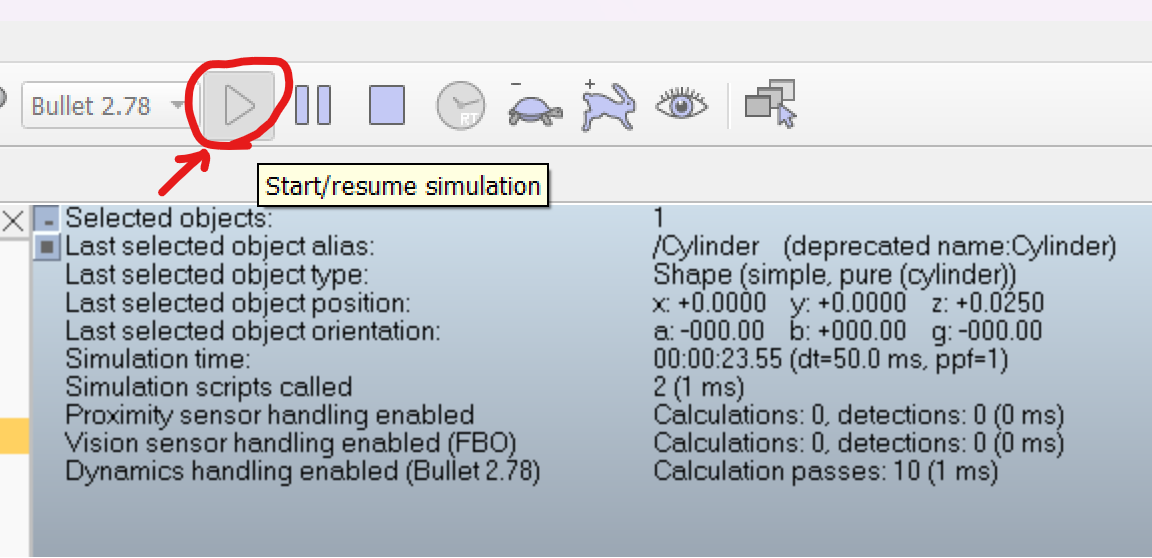 Bullet 2.78
RT
- +
Start/resume simulation
Selected objects: 1
Last selected object alias: /Cylinder (deprecated name:Cylinder)
Last selected object type: Shape (simple, pure (cylinder))
Last selected object position: x: +0.0000 y: +0.0000 z: +0.0250
Last selected object orientation: a: -000.00 b: +000.00 g: -000.00
Simulation time: 00:00:23.55 (dt=50.0 ms, ppf=1)
Simulation scripts called 2 (1 ms)
Proximity sensor handling enabled Calculations: 0, detections: 0 (0 ms)
Vision sensor handling enabled (FBO) Calculations: 0, detections: 0 (0 ms)
Dynamics handling enabled (Bullet 2.78) Calculation passes: 10 (1 ms)